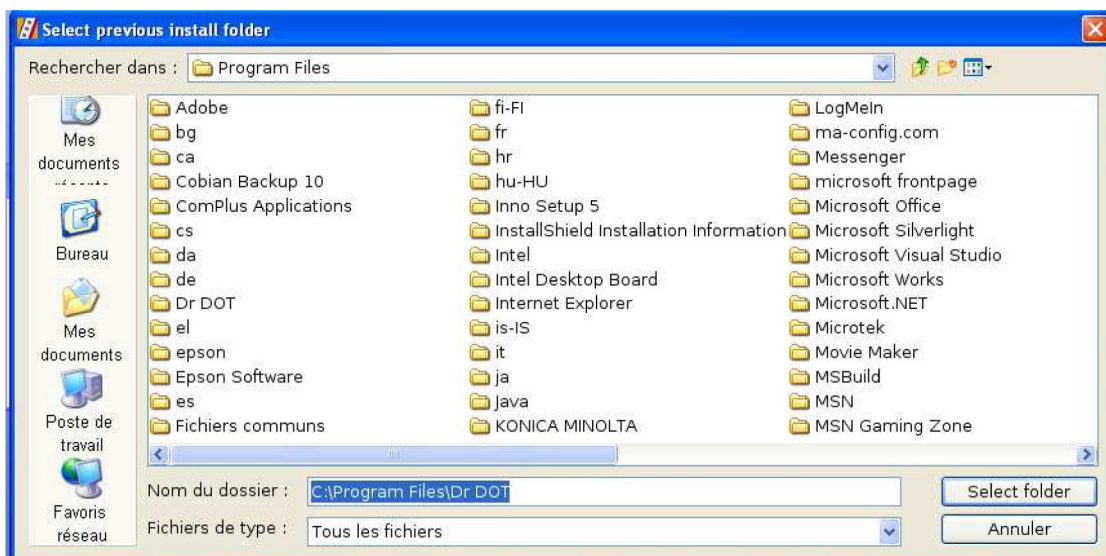 Select previous install folder
Rechercher dans :
Program Files
Mes
documents
Bureau
Mes
documents
Poste de
travail
Favoris
réseau
Adobe
bg
ca
Cobian Backup 10
ComPlus Applications
cs
da
de
Dr DOT
el
epson
Epson Software
es
Fichiers communs
fi-FI
fr
hr
hu-HU
Inno Setup 5
InstallShield Installation Information
Intel
Intel Desktop Board
Internet Explorer
is-IS
it
ja
Java
KONICA MINOLTA
LogMeIn
ma-config.com
Messenger
microsoft frontpage
Microsoft Office
Microsoft Silverlight
Microsoft Visual Studio
Microsoft Works
Microsoft.NET
Microtek
Movie Maker
MSBuild
MSN
MSN Gaming Zone
Nom du dossier :
C:\Program Files\Dr DOT
Select folder
Fichiers de type :
Tous les fichiers
Annuler